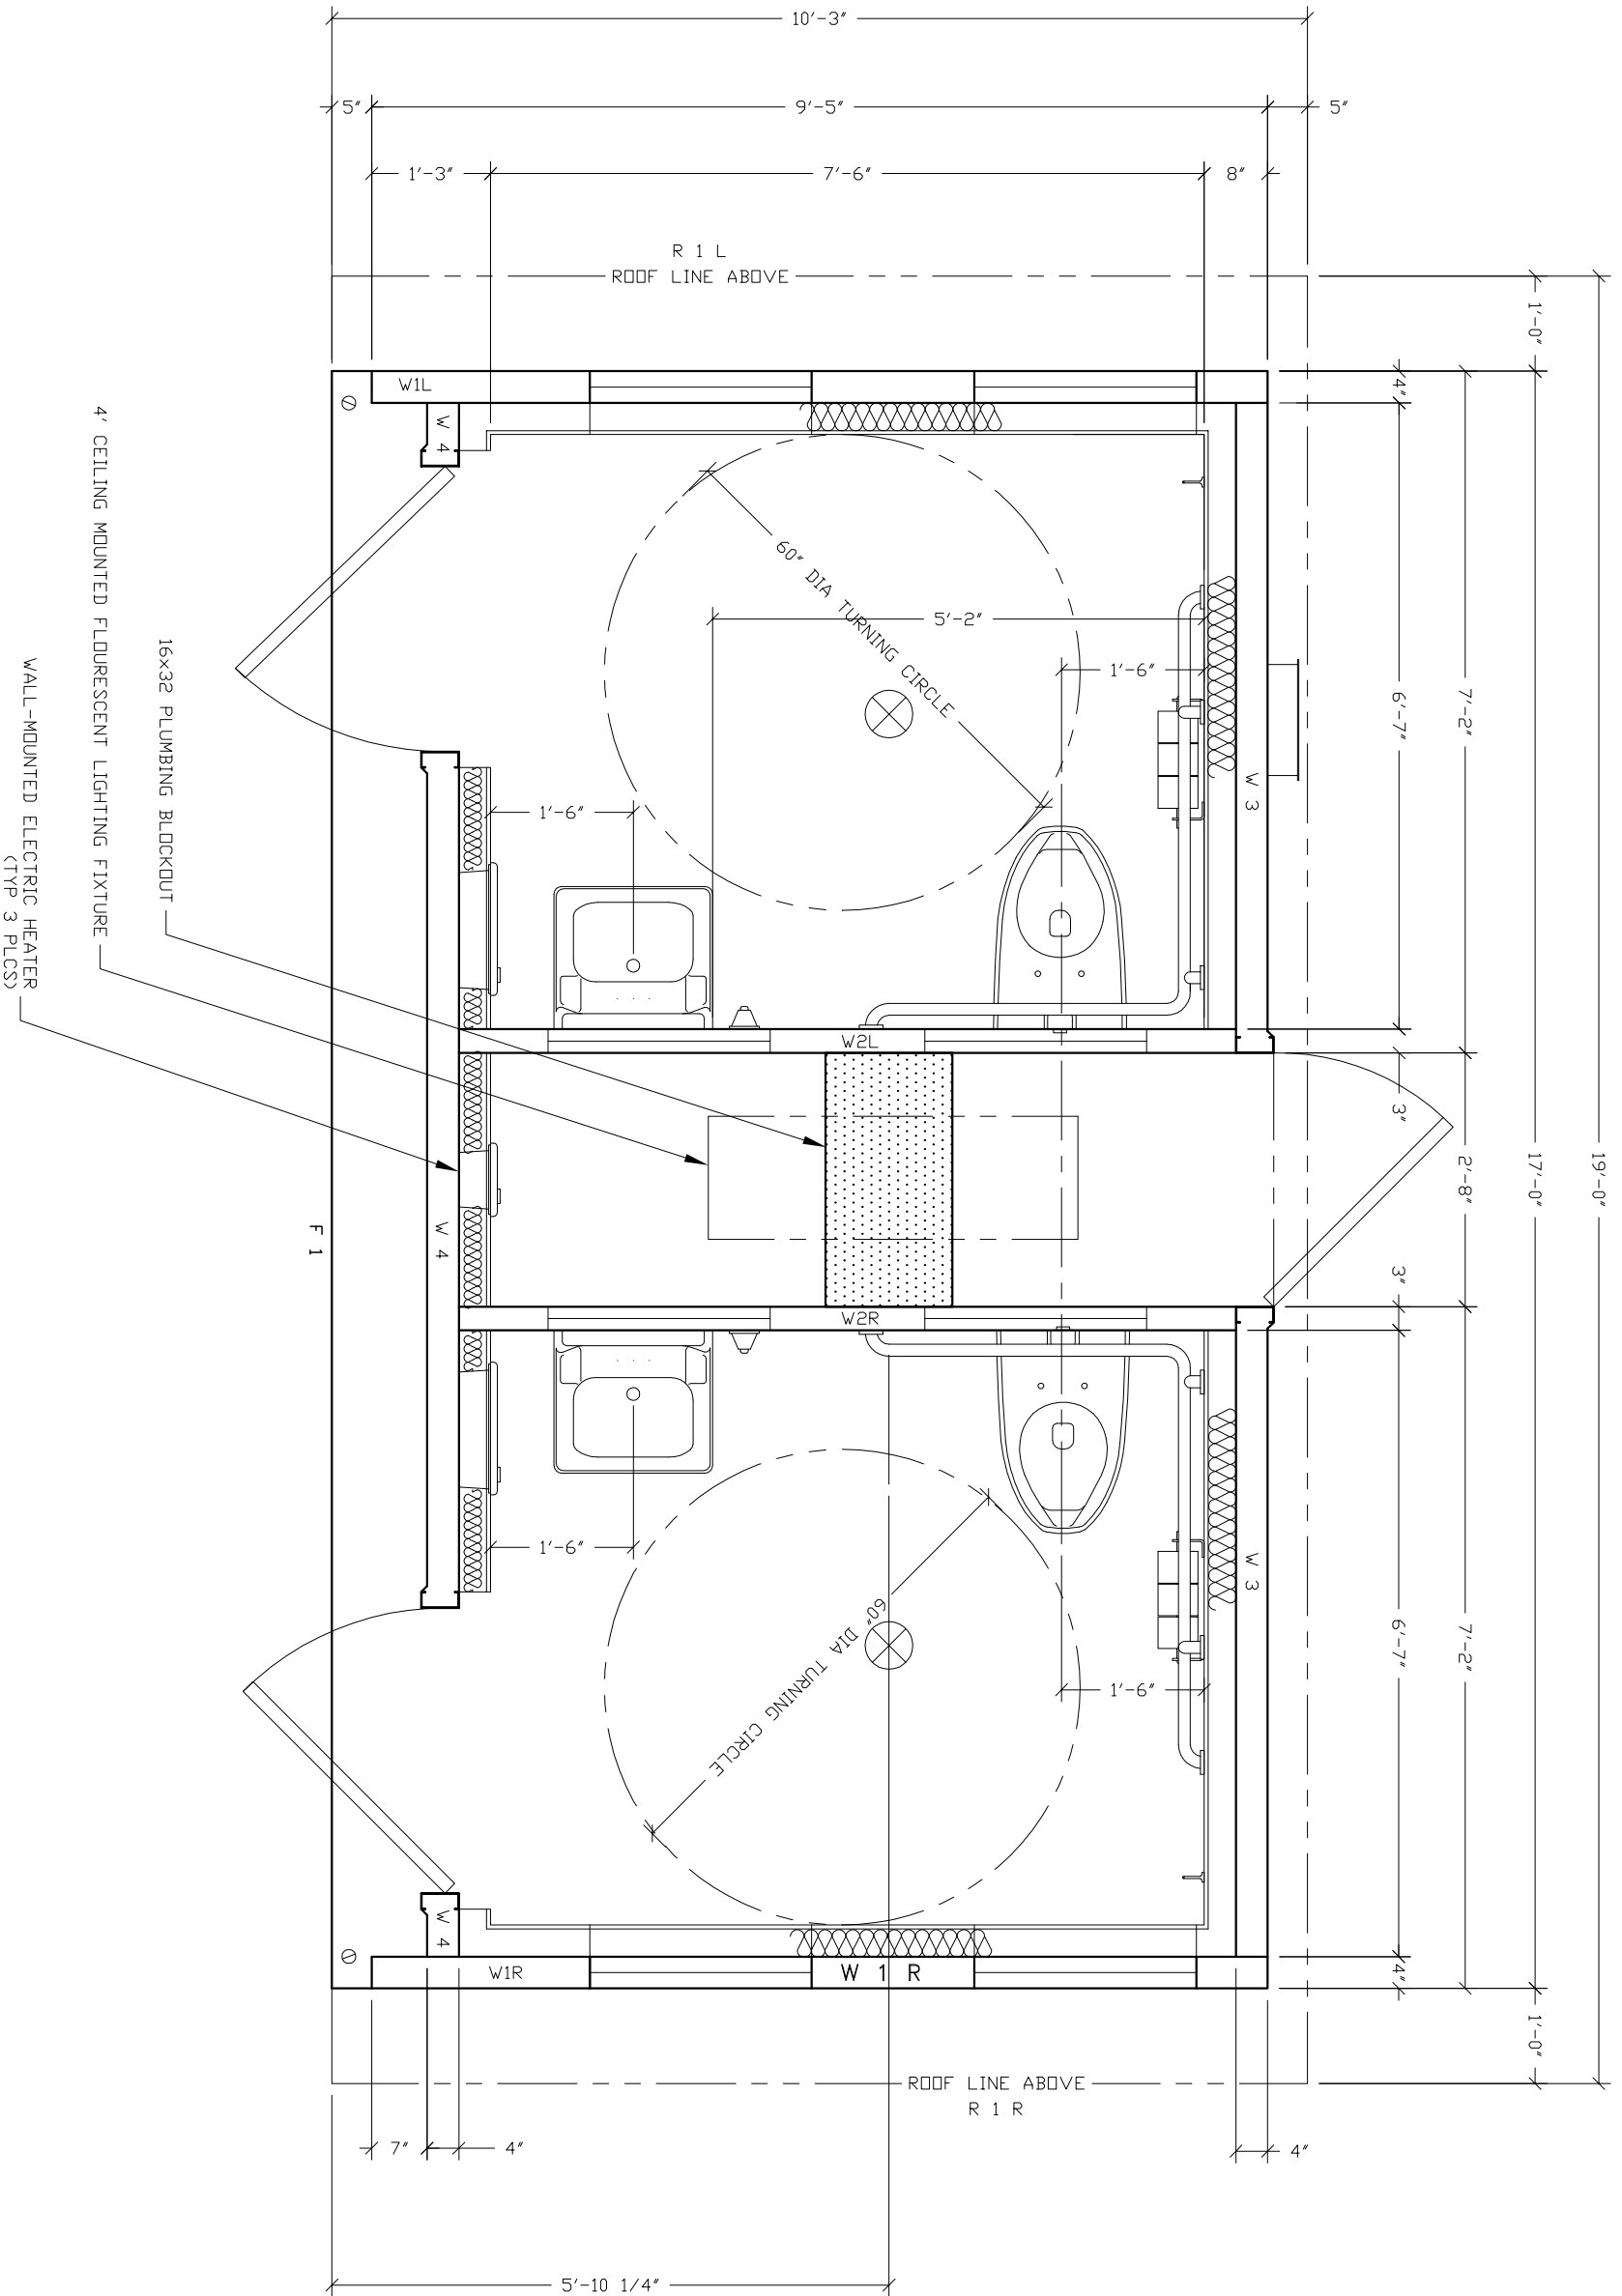 10'-3"
5"
9'-5"
5"
1'-3"
7'-6"
8"
R 1 L
ROOF LINE ABOVE
1'-0"
W1L
4"
W 4
60" DIA TURNING CIRCLE
5'-2"
1'-6"
6'-7"
7'-2"
W 3
1'-6"
4' CEILING MOUNTED FLOURESCENT LIGHTING FIXTURE
16x32 PLUMBING BLOCKOUT
WALL-MOUNTED ELECTRIC HEATER
(TYP 3 PLCS)
W2L
3"
2'-8"
17'-0"
19'-0"
F 1
W 4
3"
W2R
1'-6"
60" DIA TURNING CIRCLE
W 3
1'-6"
6'-7"
7'-2"
W 4
W1R
W 1 R
4"
1'-0"
ROOF LINE ABOVE
R 1 R
7"
4"
4"
5'-10 1/4"